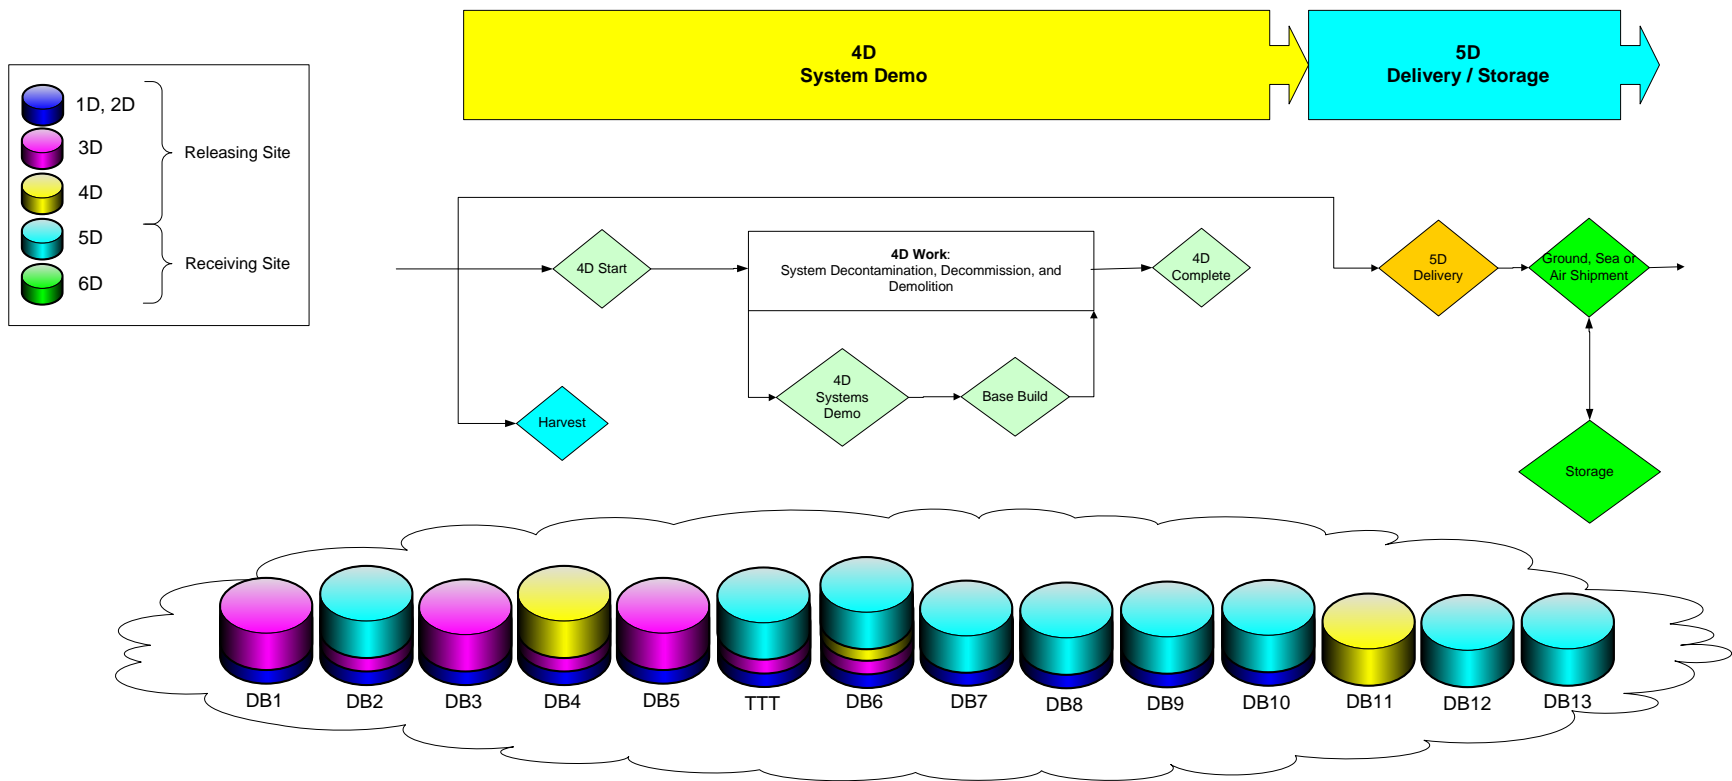 4D
System Demo
5D
Delivery / Storage
1D, 2D
3D
4D
5D
6D
Releasing Site
Receiving Site
4D Start
4D Work:
System Decontamination, Decommission, and
Demolition
4D
Complete
5D
Delivery
Ground, Sea or
Air Shipment
Harvest
4D
Systems
Demo
Base Build
Storage
DB1
DB2
DB3
DB4
DB5
TTT
DB6
DB7
DB8
DB9
DB10
DB11
DB12
DB13